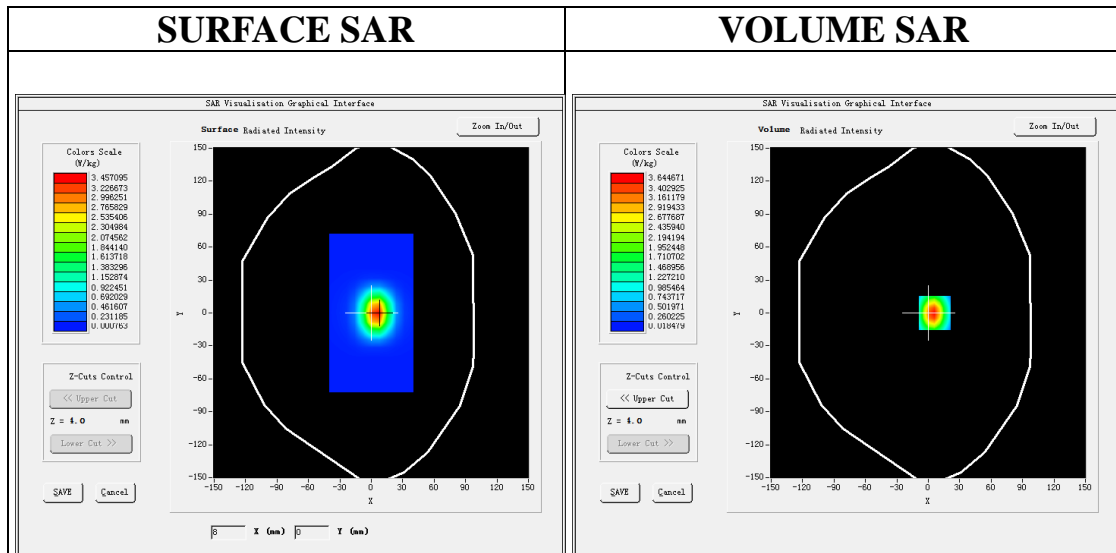 SURFACE SAR
VOLUME SAR
SAR Visualisation Graphical Interface
Surface Radiated Intensity
Zoom In/Out
Colors Scale
(W/kg)
3.457095
3.226673
2.996251
2.765829
2.535406
2.304984
2.074562
1.844140
1.613718
1.383296
1.152874
0.922451
0.692029
0.461607
0.231185
0.000763
150
120
90
60
30
0
-30
-60
-90
-120
-150
Y
-150 -120 -90 -60 -30 0 30 60 90 120 150
X
Z-Cuts Control
<< Upper Cut
Z = 4.0 mm
Lower Cut >>
SAVE Cancel
8 X (mm) 0 Y (mm)
SAR Visualisation Graphical Interface
Volume Radiated Intensity
Zoom In/Out
Colors Scale
(W/kg)
3.644671
3.402925
3.161179
2.919433
2.677687
2.435940
2.194194
1.952448
1.710702
1.468956
1.227210
0.985464
0.743717
0.501971
0.260225
0.018479
150
120
90
60
30
0
-30
-60
-90
-120
-150
Y
-150 -120 -90 -60 -30 0 30 60 90 120 150
X
Z-Cuts Control
<< Upper Cut
Z = 4.0 mm
Lower Cut >>
SAVE Cancel